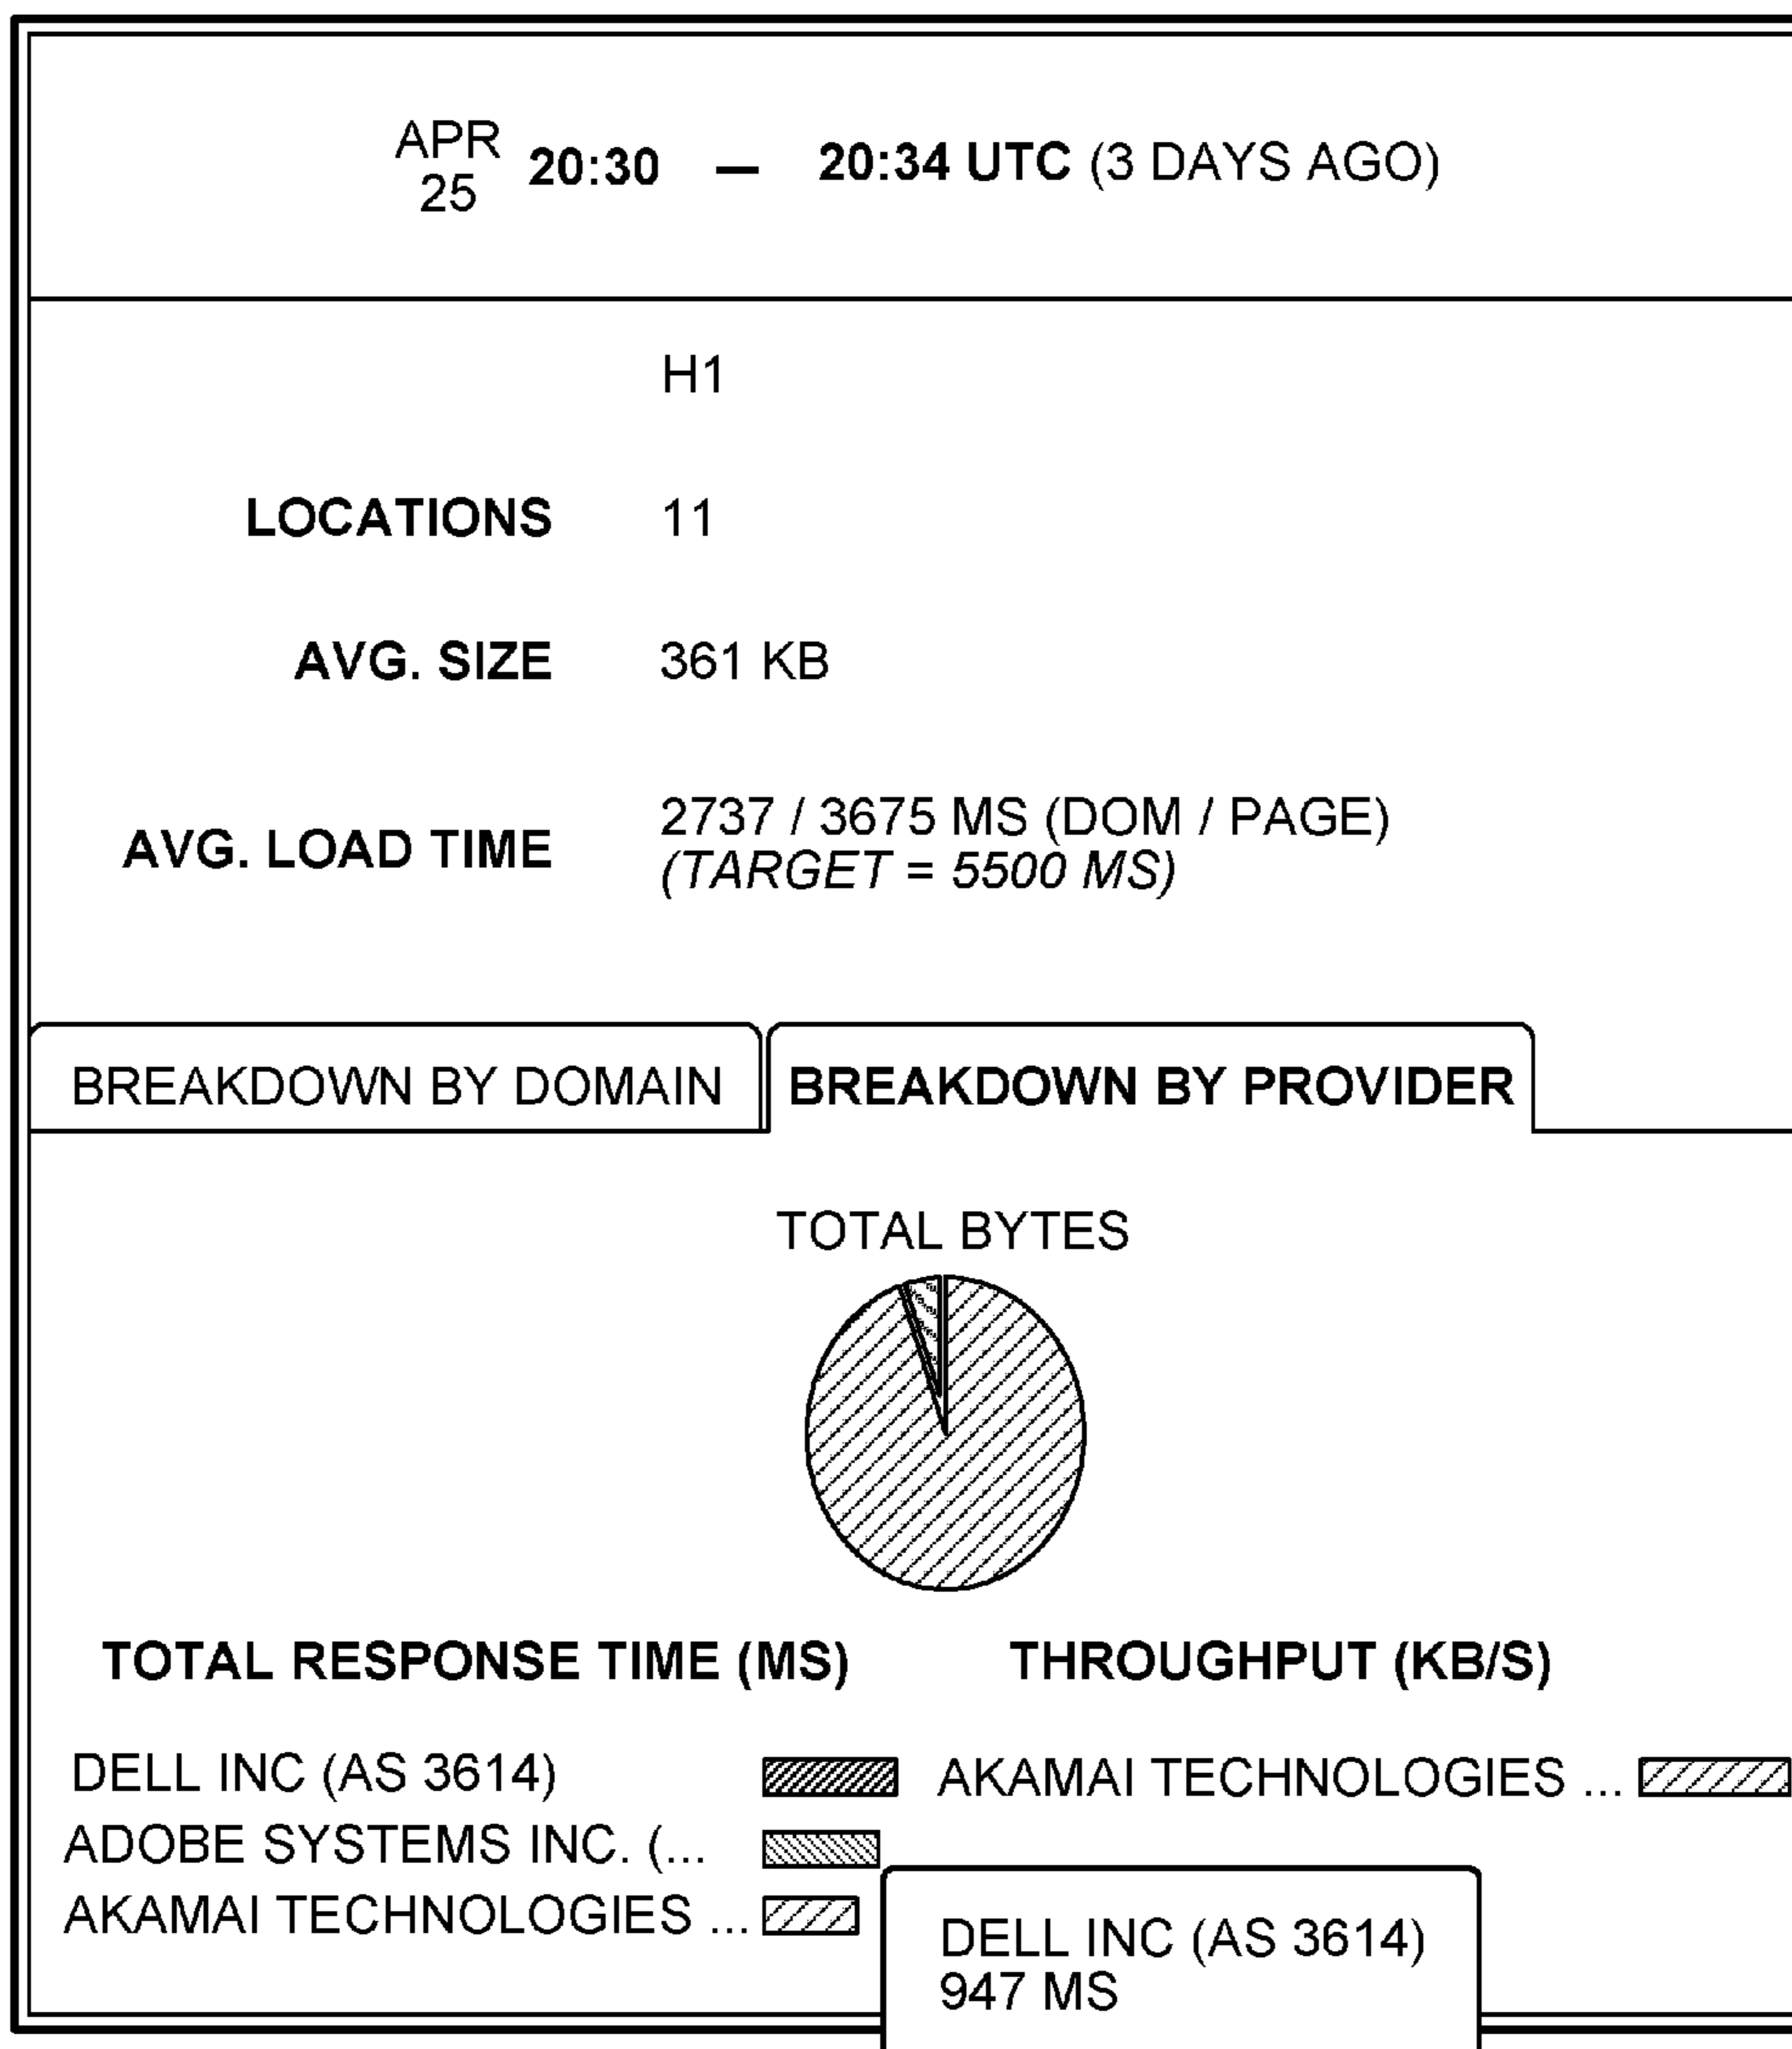 APR
25
20:30 — 20:34 UTC (3 DAYS AGO)
H1
LOCATIONS 11
AVG. SIZE 361 KB
AVG. LOAD TIME 2737 / 3675 MS (DOM / PAGE)
(TARGET = 5500 MS)
BREAKDOWN BY DOMAIN BREAKDOWN BY PROVIDER
TOTAL BYTES
TOTAL RESPONSE TIME (MS) THROUGHPUT (KB/S)
DELL INC (AS 3614) AKAMAI TECHNOLOGIES ...
ADOBE SYSTEMS INC. (...
AKAMAI TECHNOLOGIES ...
DELL INC (AS 3614)
947 MS